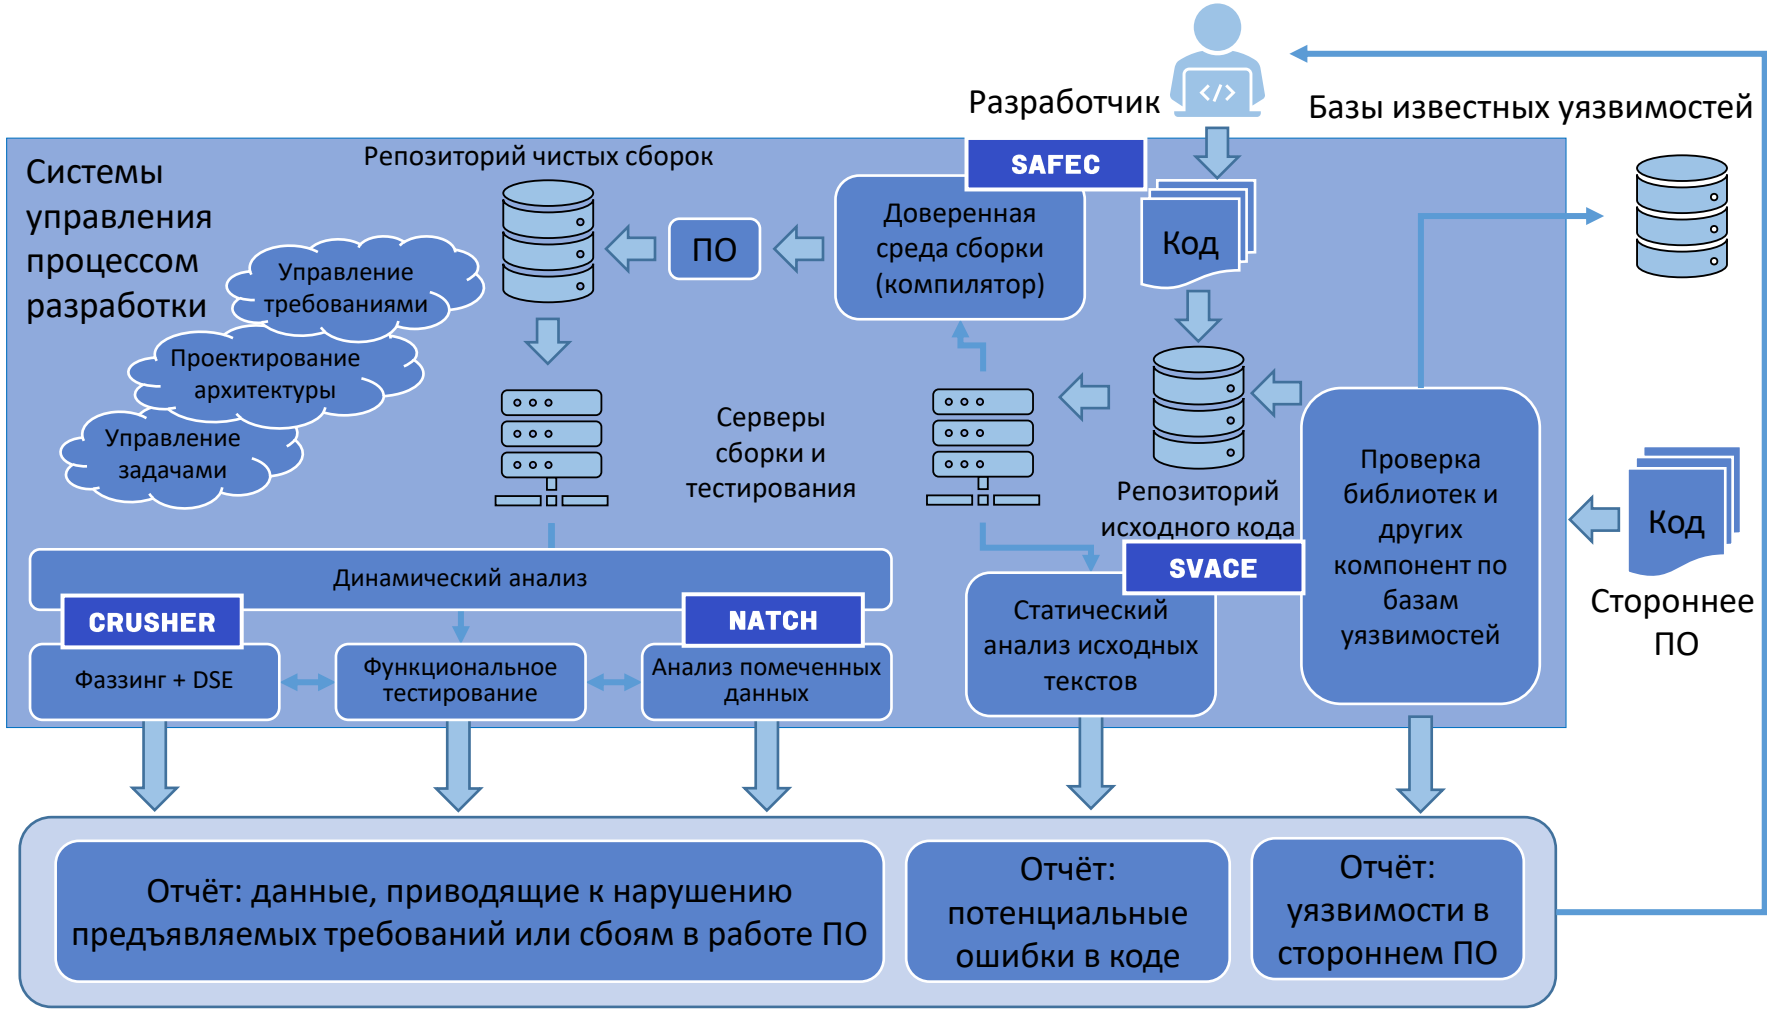 Разработчик
</>
Базы известных уязвимостей
Системы
управления
процессом
разработки
Репозиторий чистых сборок
SAFEC
Доверенная
среда сборки
(компилятор)
ПО
Код
Управление
требованиями
Проектирование
архитектуры
Управление
задачами
Серверы
сборки и
тестирования
Репозиторий
исходного кода
Проверка
библиотек и
других
компонент по
базам
уязвимостей
Код
Стороннее
ПО
Динамический анализ
CRUSHER
NATCH
SVACE
Фаззинг + DSE
Функциональное
тестирование
Анализ помеченных
данных
Статический
анализ исходных
текстов
Отчёт: данные, приводящие к нарушению
предъявляемых требований или сбоям в работе ПО
Отчёт:
потенциальные
ошибки в коде
Отчёт:
уязвимости в
стороннем ПО